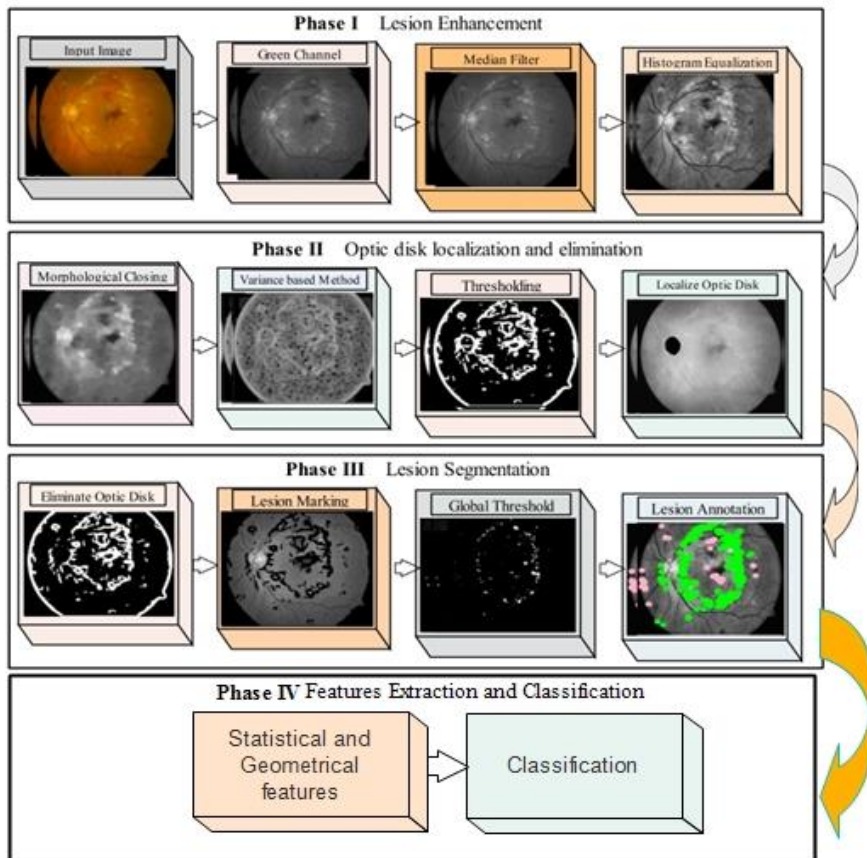 Phase I Lesion Enhancement
Input Image
Green Channel
Median Filter
Histogram Equalization
Phase II Optic disk localization and elimination
Morphological Closing
Variance based Method
Thresholding
Localize Optic Disk
Phase III Lesion Segmentation
Eliminate Optic Disk
Lesion Marking
Global Threshold
Lesion Annotation
Phase IV Features Extraction and Classification
Statistical and
Geometrical
features
Classification